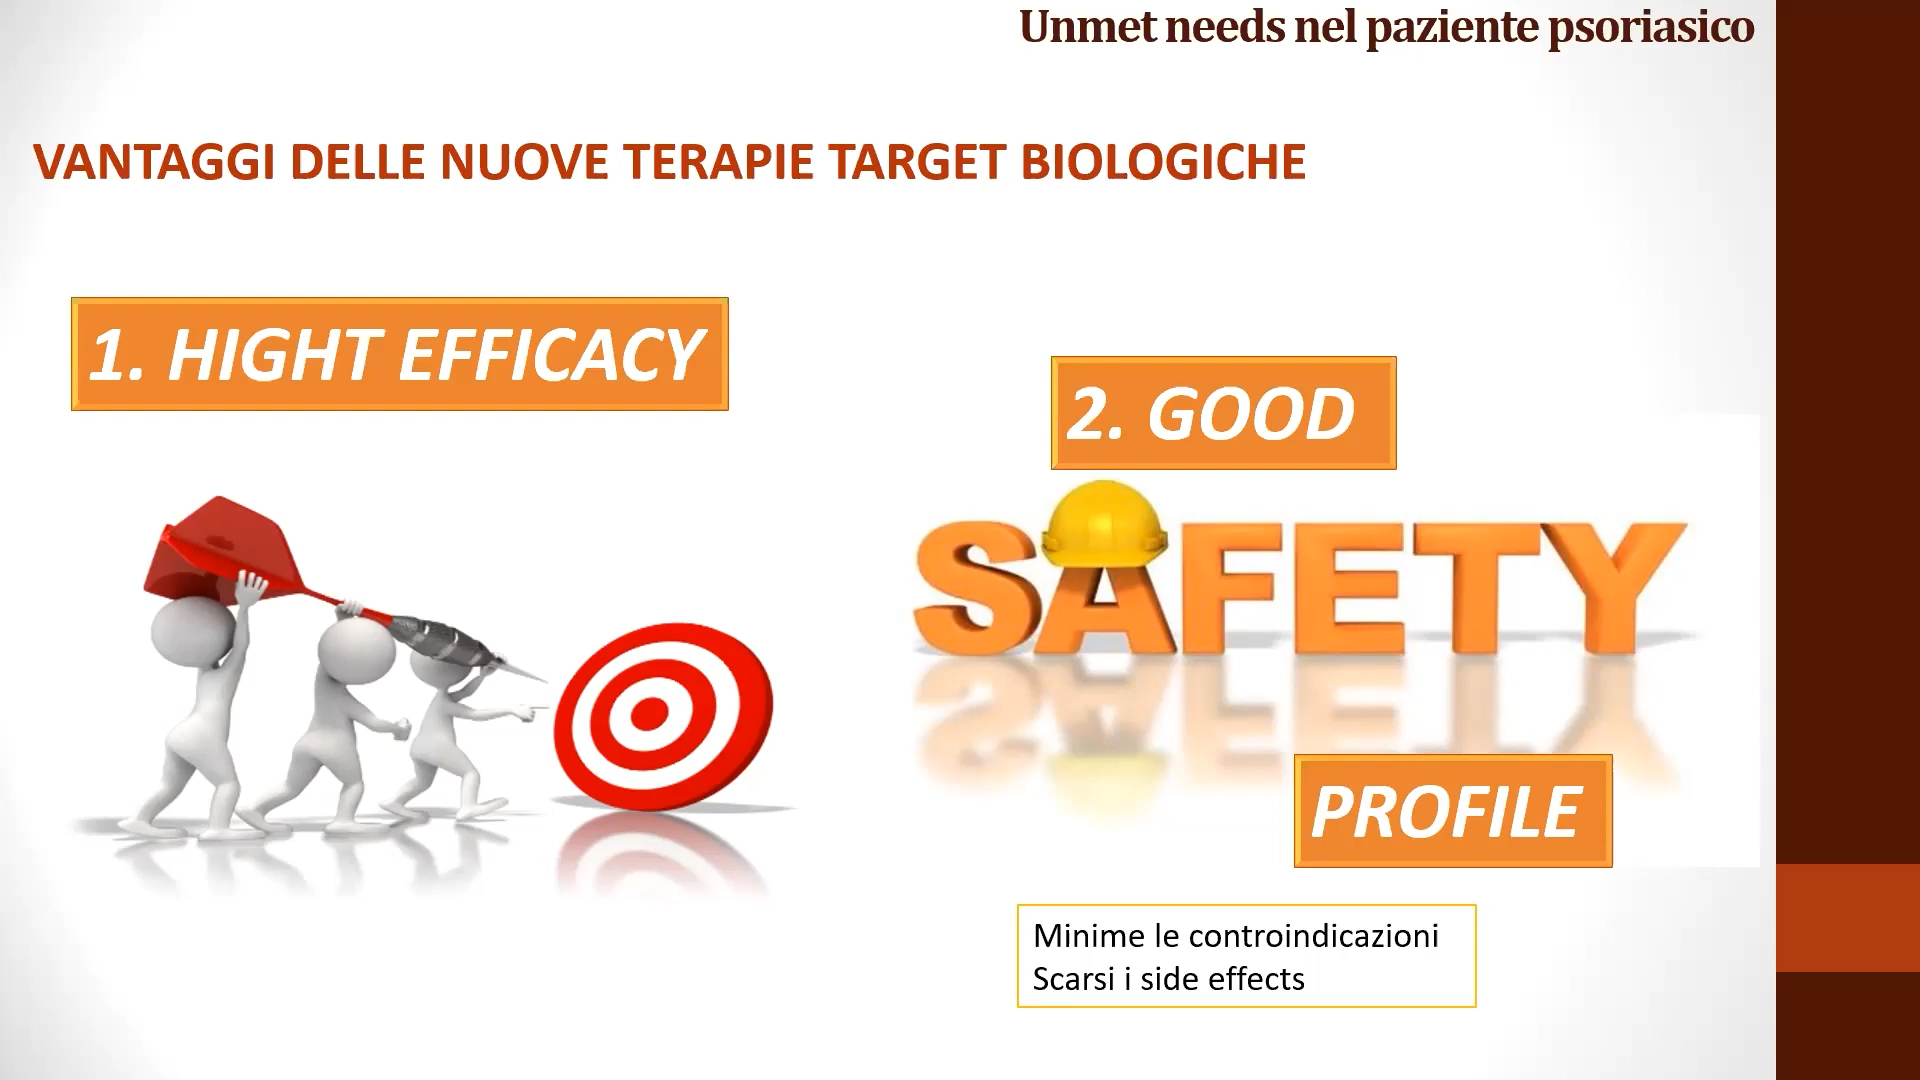 Unmet needs nel paziente psoriasico
VANTAGGI DELLE NUOVE TERAPIE TARGET BIOLOGICHE
1. HIGHT EFFICACY
2. GOOD
SAFETY
PROFILE
Minime le controindicazioni
Scarsi i side effects